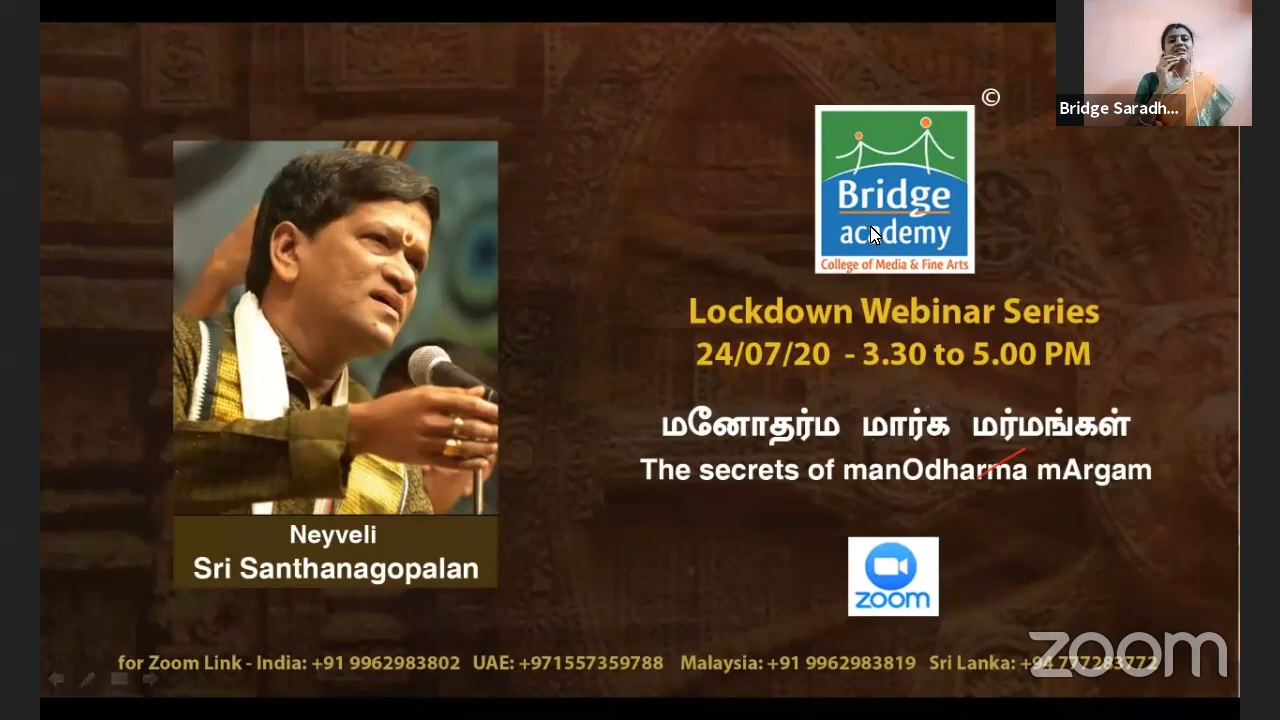 Bridge Saradh...
©
Bridge
academy
College of Media & Fine Arts
Lockdown Webinar Series
24/07/20 - 3.30 to 5.00 PM
மனோதர்ம மார்க மர்மங்கள்
The secrets of manOdharma mArgam
Neyveli
Sri Santhanagopalan
zoom
for Zoom Link - India: +91 9962983802 UAE: +971557359788 Malaysia: +91 9962983819 Sri Lanka: +94 777283772
zoom